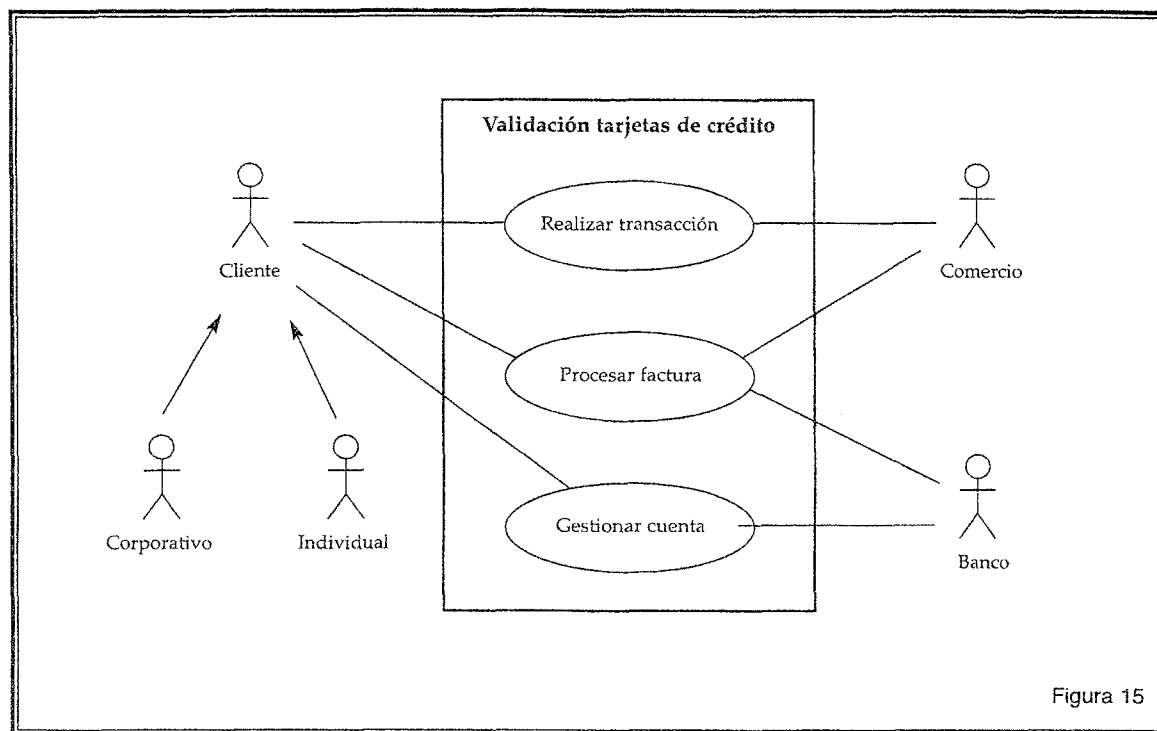 Validación tarjetas de crédito
Realizar transacción
Cliente
Comercio
Procesar factura
Corporativo
Individual
Gestionar cuenta
Banco
Figura 15